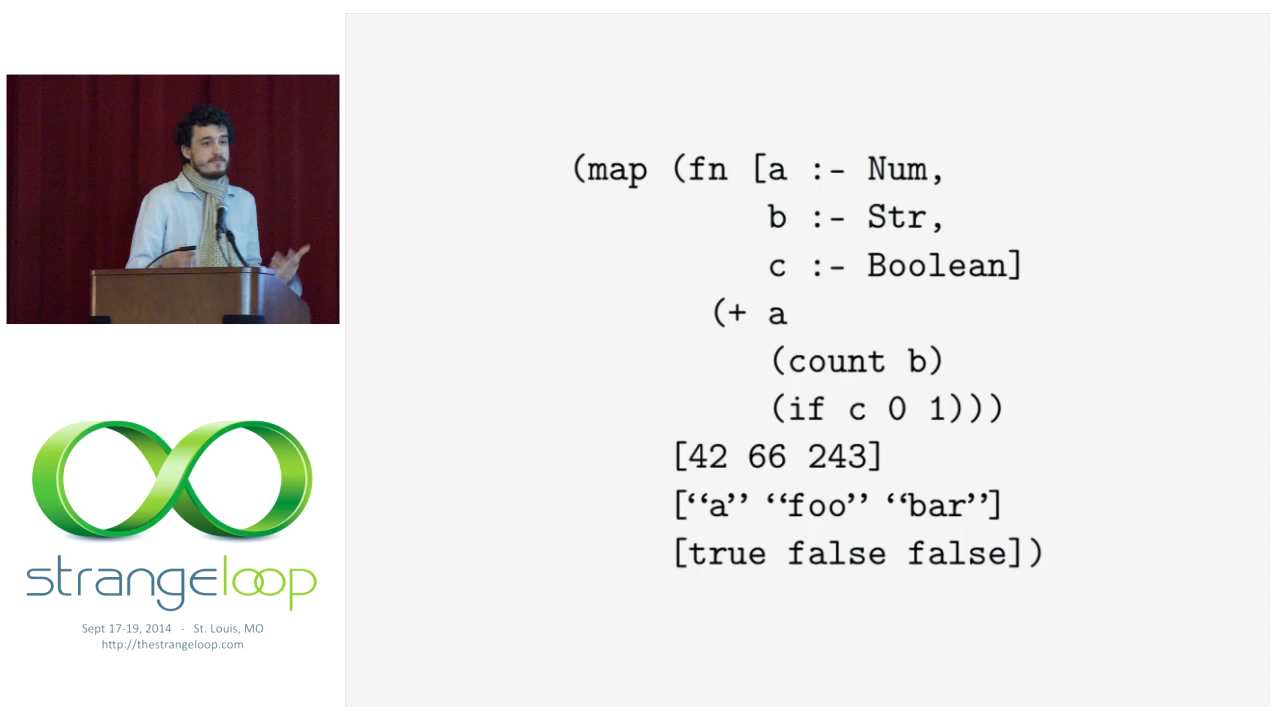 (map (fn [a :- Num,
b :- Str,
c :- Boolean]
(+ a
(count b)
(if c 0 1)))
[42 66 243]
[“a” “foo” “bar”]
[true false false])
strangeloop
Sept 17-19, 2014 - St. Louis, MO
http://thestrangeloop.com